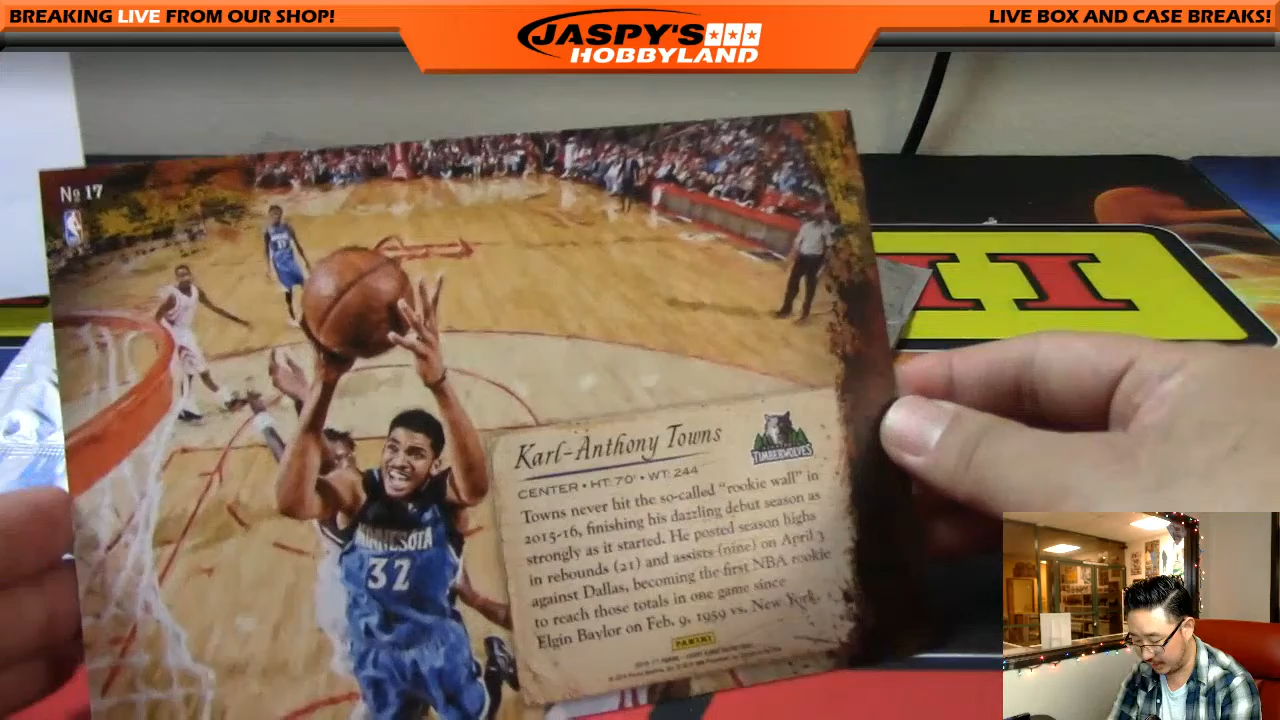 BREAKING LIVE FROM OUR SHOP!
JASPY'S
HOBBYLAND
LIVE BOX AND CASE BREAKS!
No 17
Karl-Anthony Towns
TIMBERWOLVES
CENTER • HT: 7'0" • WT: 244
Towns never hit the so-called "rookie wall" in
2015-16, finishing his dazzling debut season as
strongly as it started. He posted season highs
in rebounds (21) and assists (nine) on April 3
against Dallas, becoming the first NBA rookie
to reach those totals in one game since
Elgin Baylor on Feb. 9, 1959 vs. New York.
PANINI
MINNESOTA
32